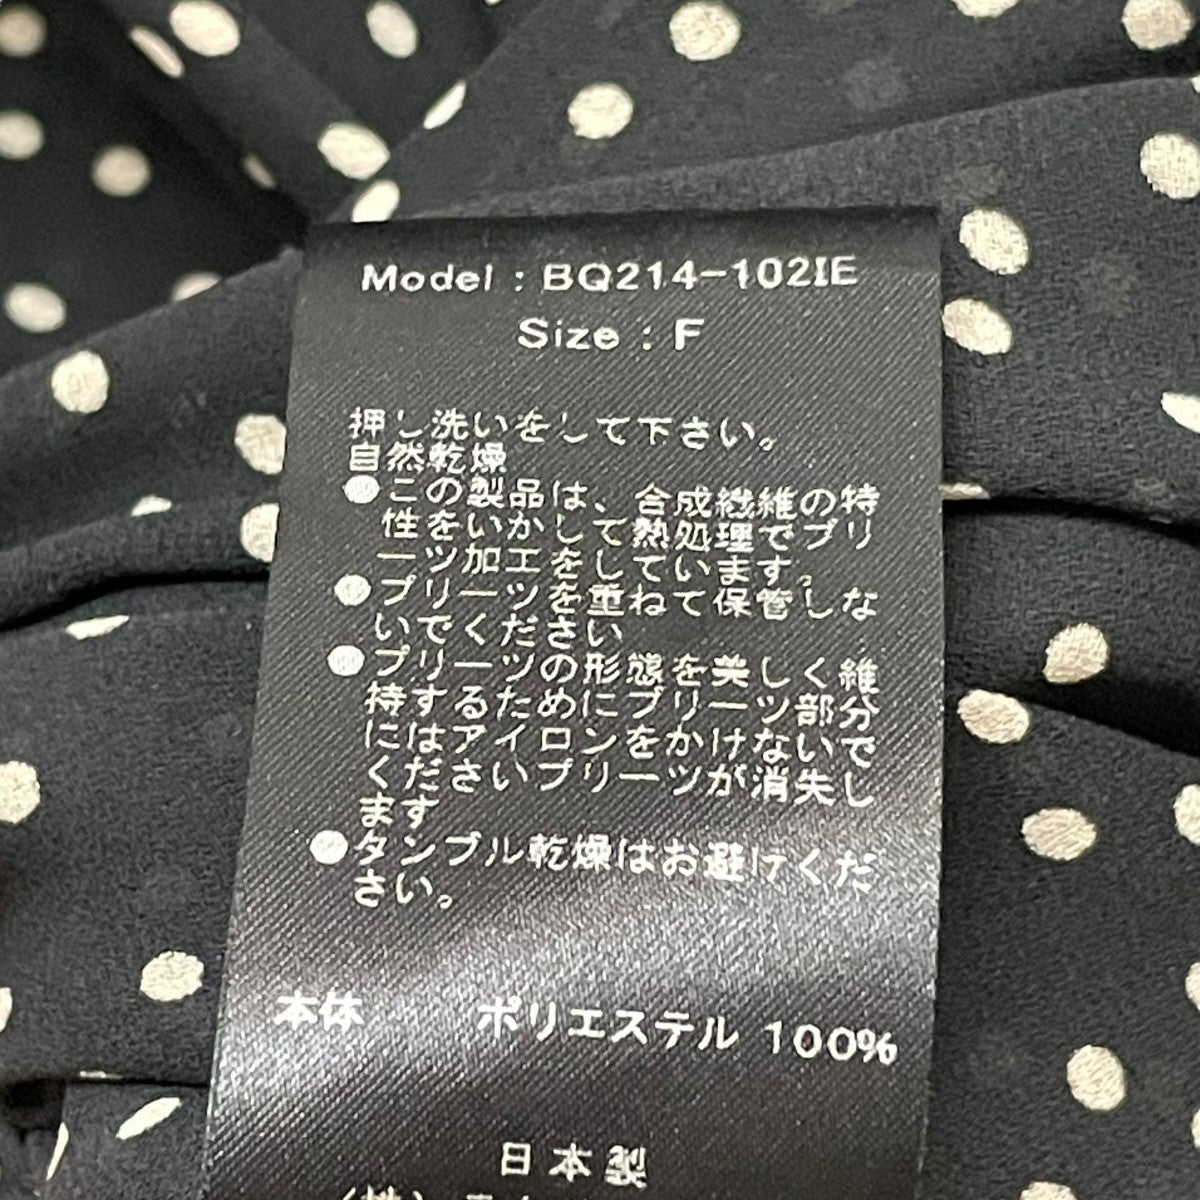 Model : BQ214-102IE
Size : F
押し洗いをして下さい。
自然乾燥
●この製品は、合成繊維の特
性をいかして熱処理でプリ
ーツ加工をしています。
●プリーツを重ねて保管しな
いでください
●プリーツの形態を美しく維
持するためにプリーツ部分
にはアイロンをかけないで
くださいプリーツが消失し
ます
●タンブル乾燥はお避けくだ
さい。
本体 ポリエステル 100%
日本製